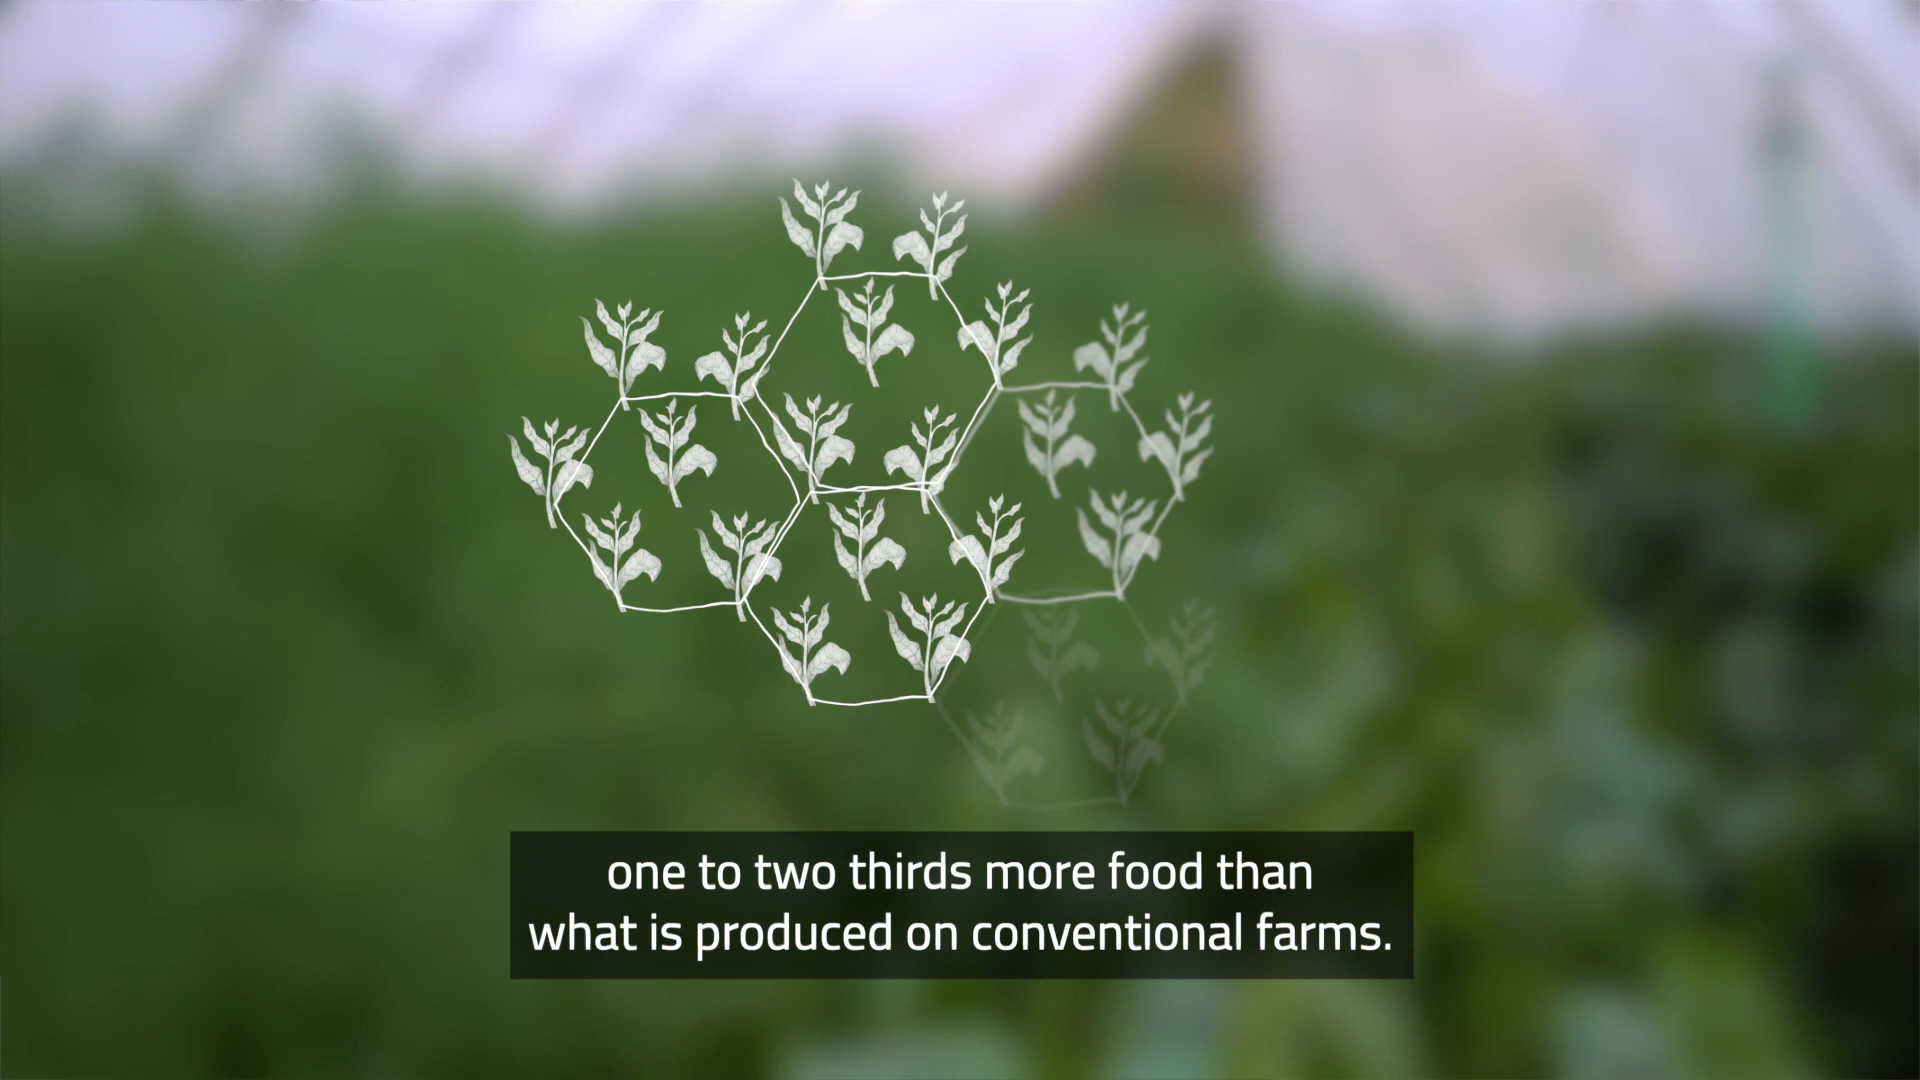 one to two thirds more food than
what is produced on conventional farms.